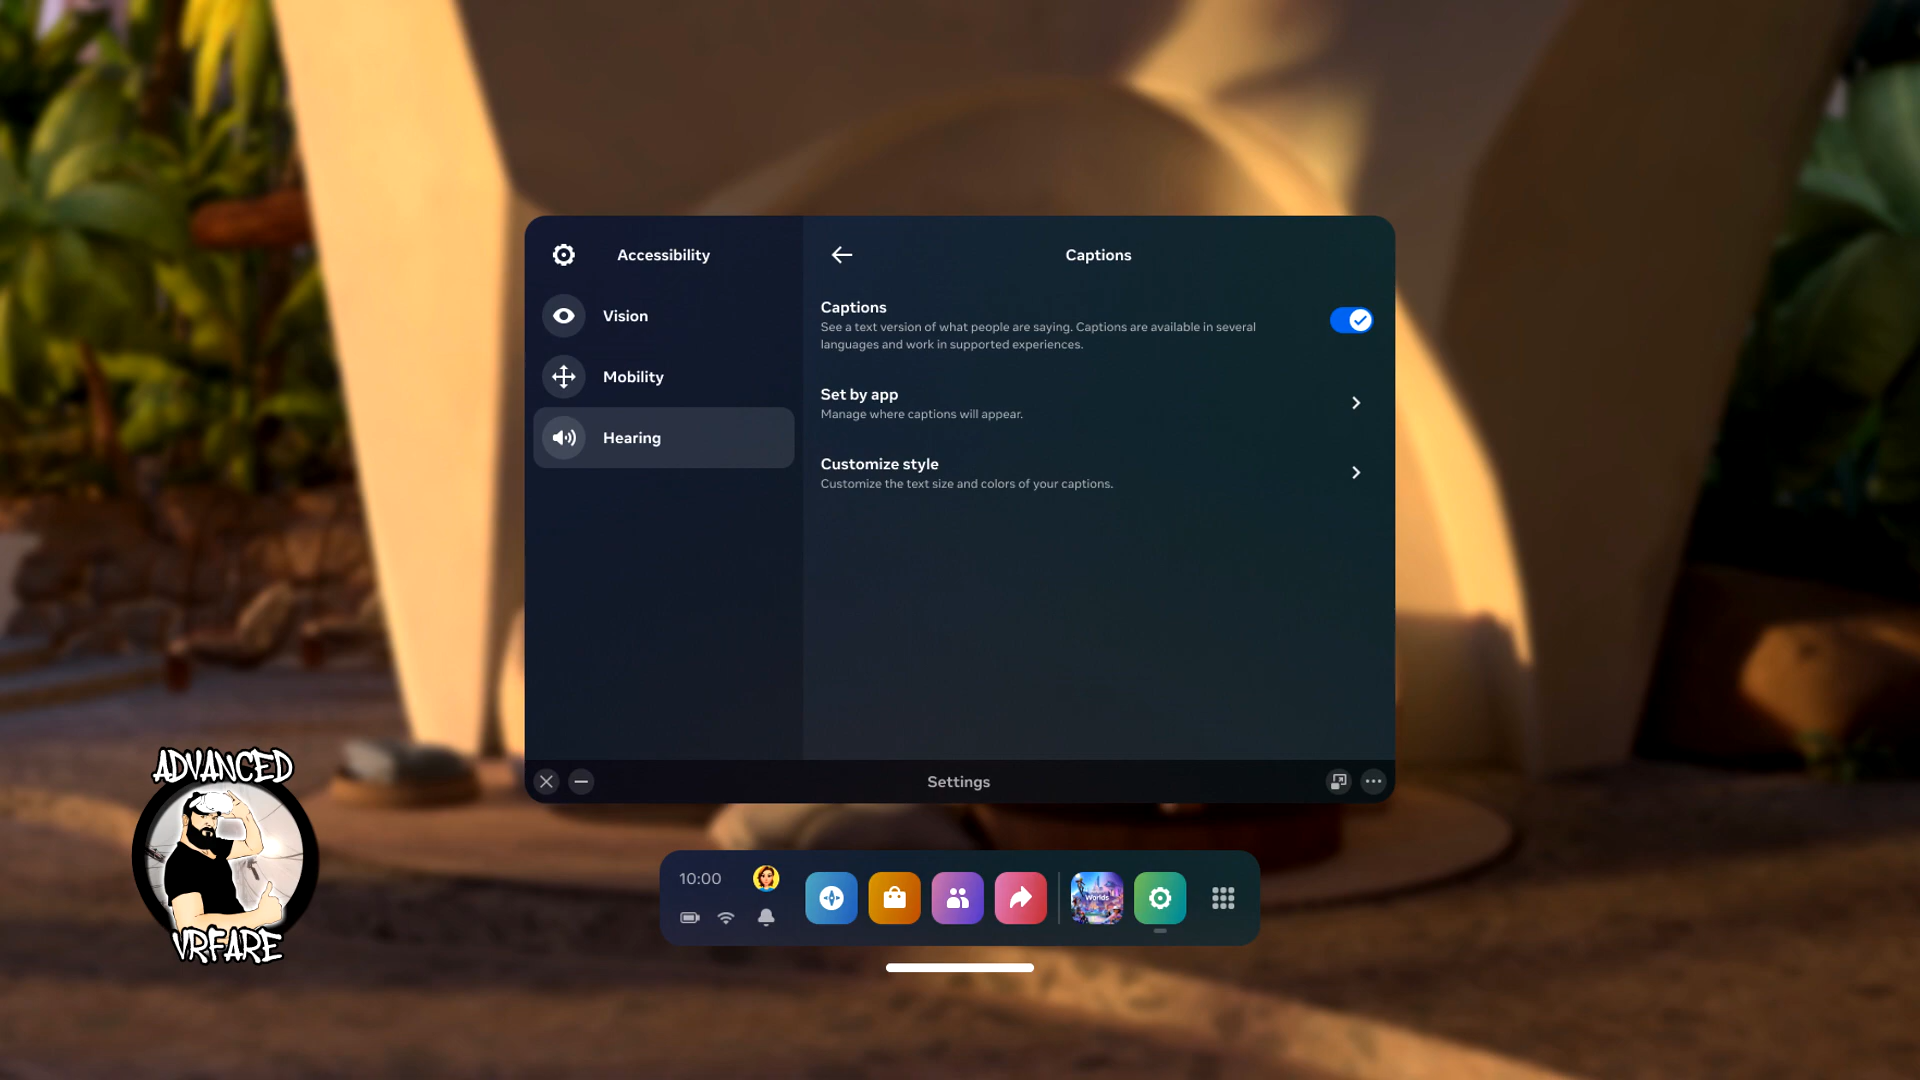 Accessibility
Vision
Mobility
Hearing
Captions
Captions
See a text version of what people are saying. Captions are available in several
languages and work in supported experiences.
Set by app
Manage where captions will appear.
Customize style
Customize the text size and colors of your captions.
Settings
10:00
Worlds
ADVANCED
VRFARE